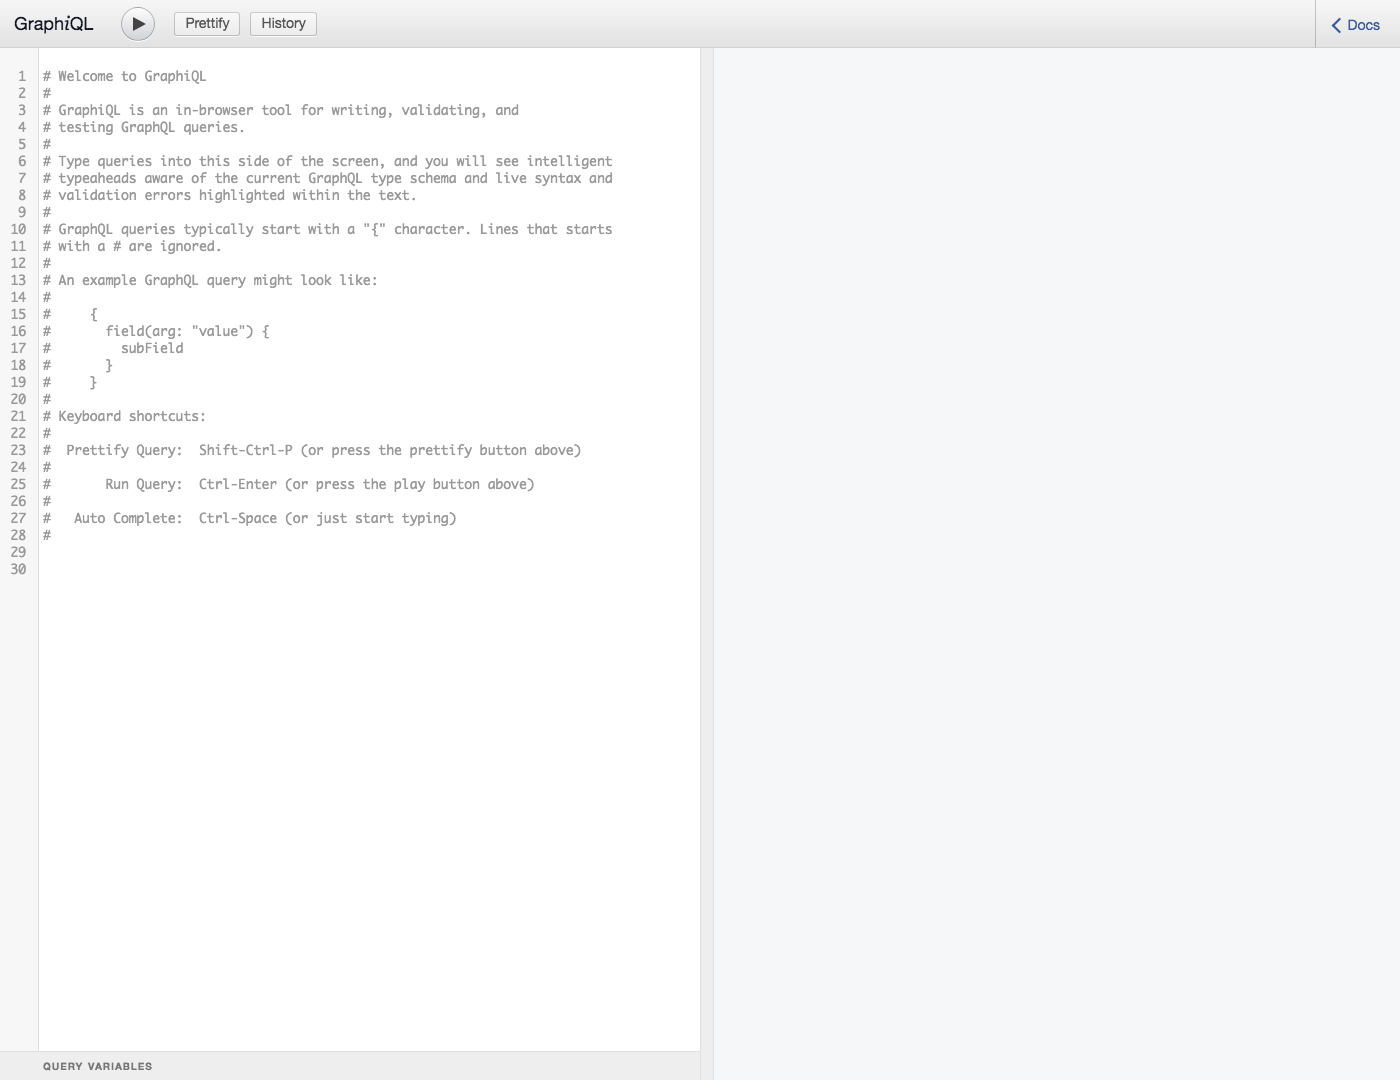 GraphiQL
Prettify
History
Docs
1 # Welcome to GraphiQL
2 #
3 # GraphiQL is an in-browser tool for writing, validating, and
4 # testing GraphQL queries.
5 #
6 # Type queries into this side of the screen, and you will see intelligent
7 # typeaheads aware of the current GraphQL type schema and live syntax and
8 # validation errors highlighted within the text.
9 #
10 # GraphQL queries typically start with a "{" character. Lines that starts
11 # with a # are ignored.
12 #
13 # An example GraphQL query might look like:
14 #
15 #     {
16 #       field(arg: "value") {
17 #         subField
18 #       }
19 #     }
20 #
21 # Keyboard shortcuts:
22 #
23 #  Prettify Query:  Shift-Ctrl-P (or press the prettify button above)
24 #
25 #       Run Query:  Ctrl-Enter (or press the play button above)
26 #
27 #   Auto Complete:  Ctrl-Space (or just start typing)
28 #
29
30
QUERY VARIABLES